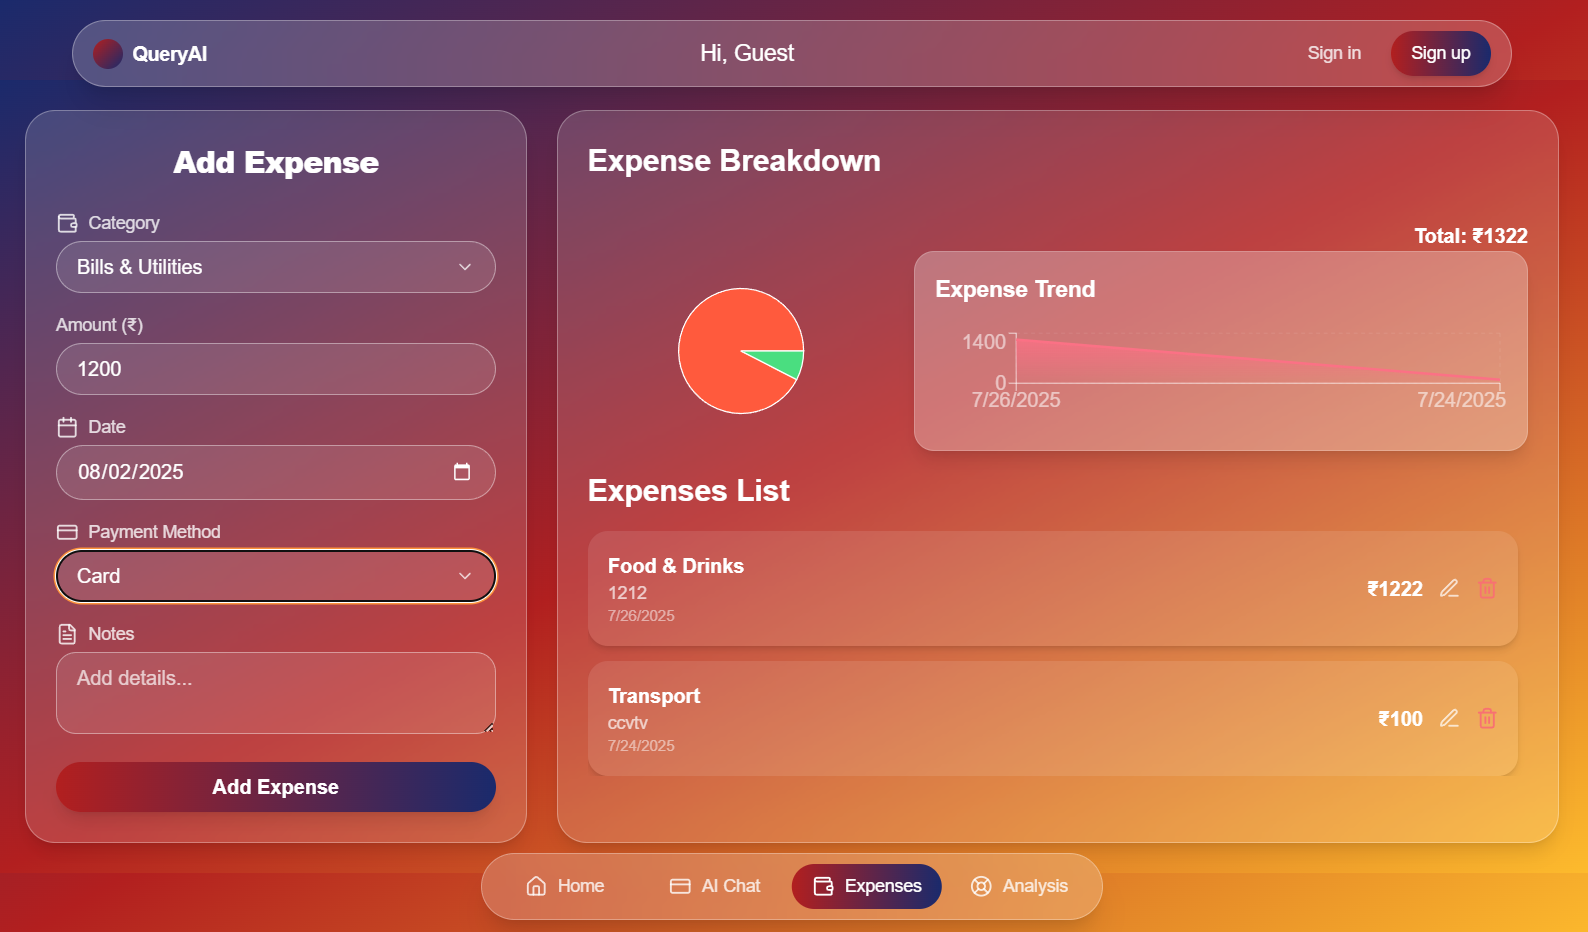 QueryAI
Hi, Guest
Sign in
Sign up
Add Expense
Category
Bills & Utilities
Amount (₹)
1200
Date
08/02/2025
Payment Method
Card
Notes
Add details...
Add Expense
Expense Breakdown
Total: ₹1322
Expense Trend
1400
0
7/26/2025
7/24/2025
Expenses List
Food & Drinks
1212
7/26/2025
₹1222
Transport
ccvtv
7/24/2025
₹100
Home
AI Chat
Expenses
Analysis